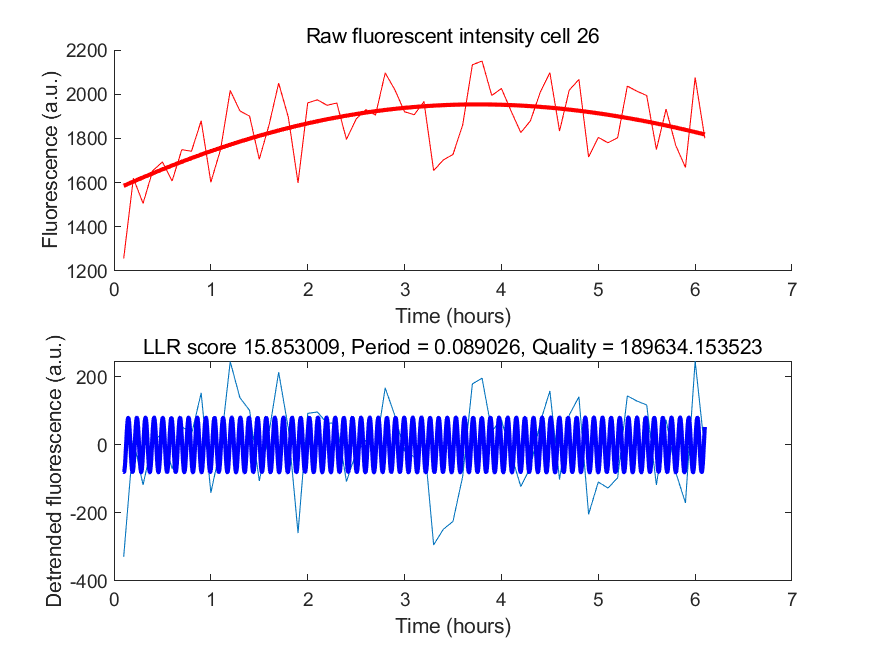 Raw fluorescent intensity cell 26
2200
2000
1800
1600
1400
1200
Fluorescence (a.u.)
0 1 2 3 4 5 6 7
Time (hours)
LLR score 15.853009, Period = 0.089026, Quality = 189634.153523
200
0
-200
-400
Detrended fluorescence (a.u.)
0 1 2 3 4 5 6 7
Time (hours)